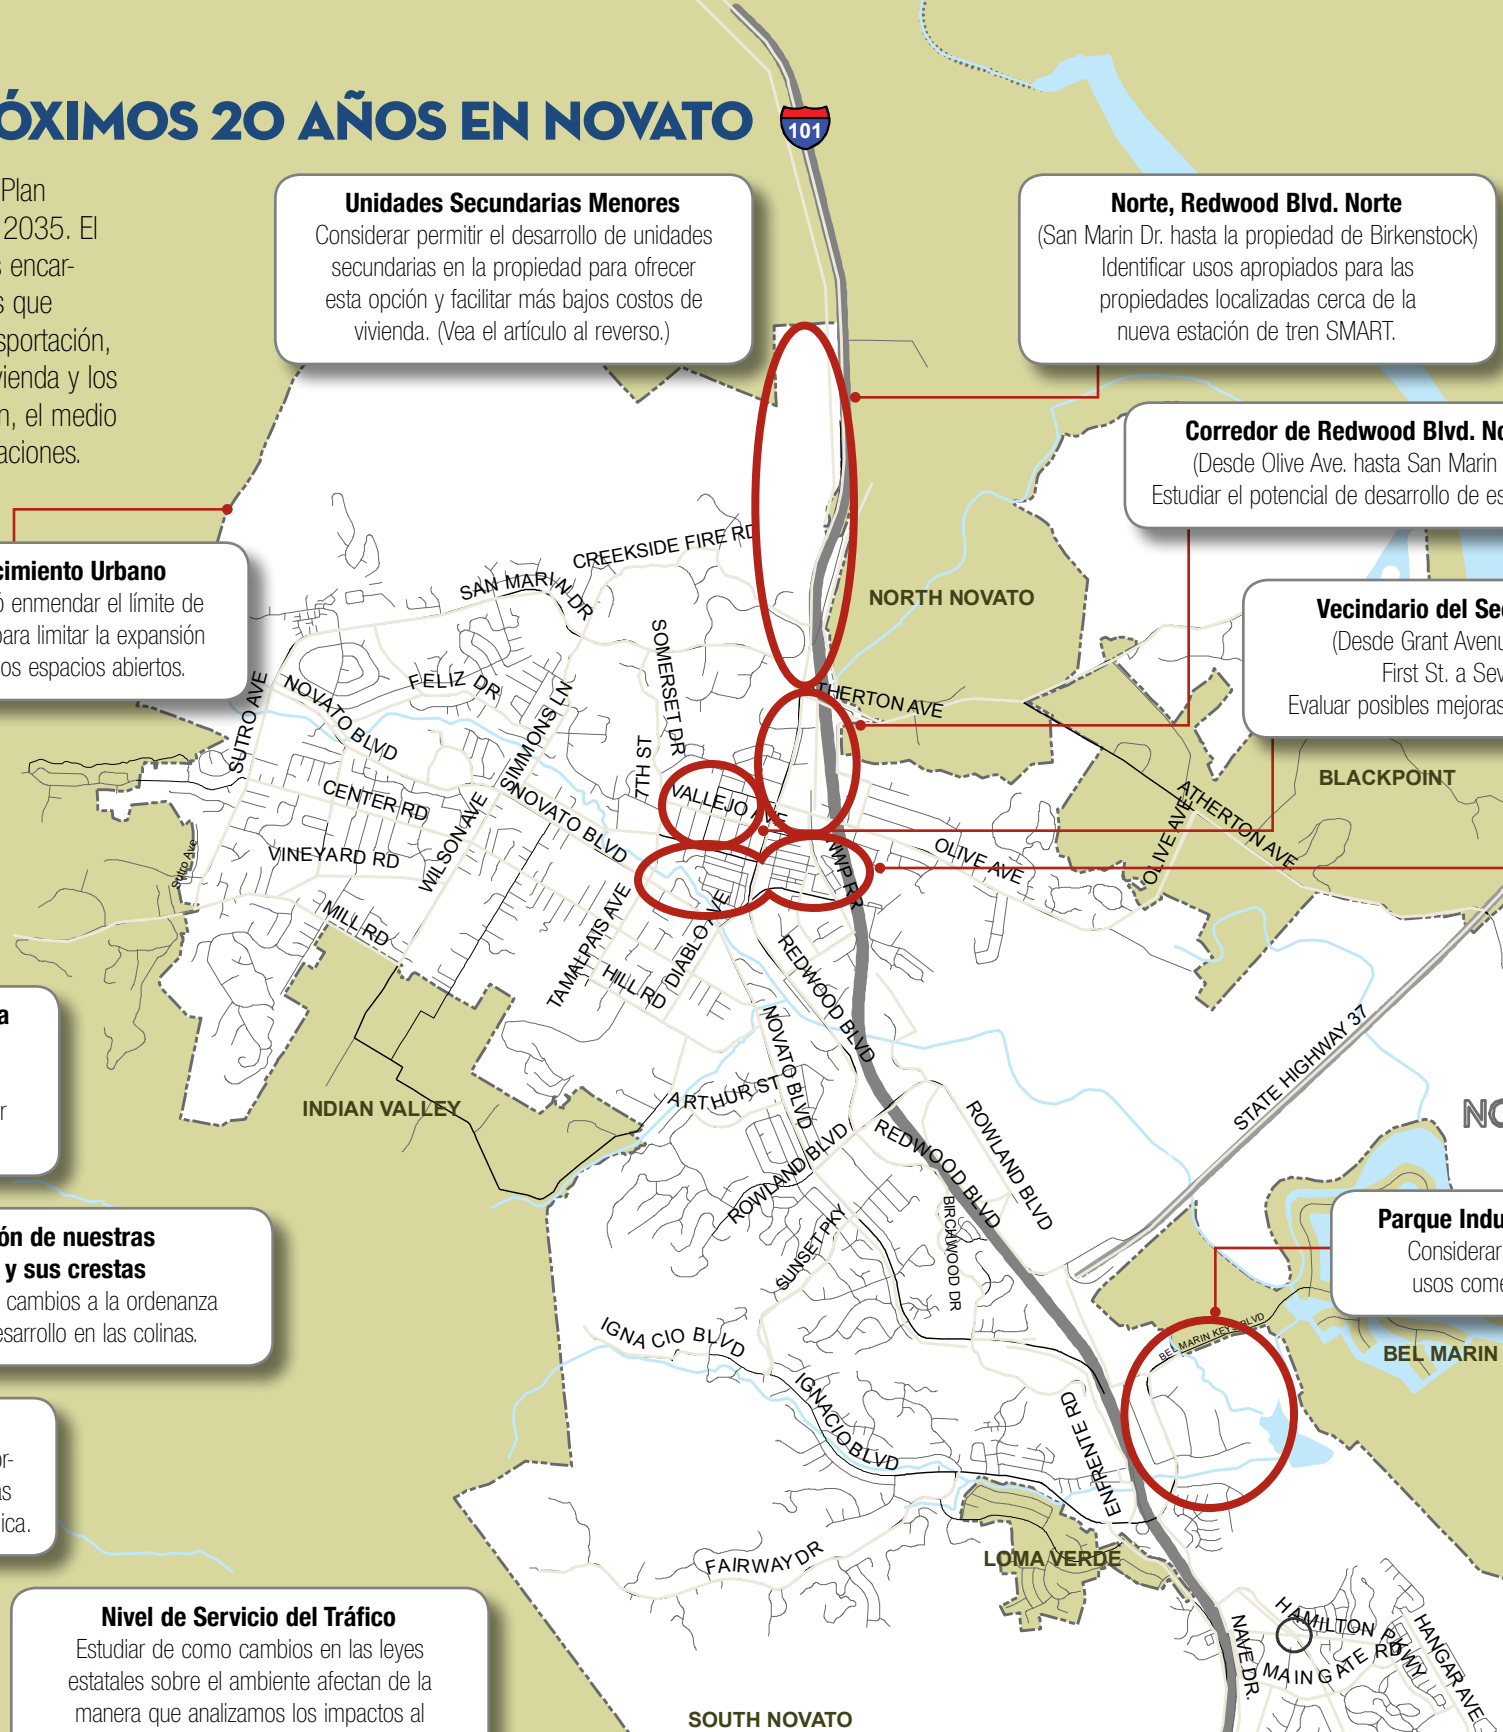 ÓXIMOS 20 AÑOS EN NOVATO
101
Plan
2035. El
encar-
s que
sportación,
vienda y los
n, el medio
aciones.
Unidades Secundarias Menores
Considerar permitir el desarrollo de unidades
secundarias en la propiedad para ofrecer
esta opción y facilitar más bajos costos de
vivienda. (Vea el artículo al reverso.)
Norte, Redwood Blvd. Norte
(San Marin Dr. hasta la propiedad de Birkenstock)
Identificar usos apropiados para las
propiedades localizadas cerca de la
nueva estación de tren SMART.
Corredor de Redwood Blvd. No
(Desde Olive Ave. hasta San Marin
Estudiar el potencial de desarrollo de es
cimiento Urbano
ó enmendar el límite de
para limitar la expansión
los espacios abiertos.
Vecindario del Sec
(Desde Grant Avenu
First St. a Sev
Evaluar posibles mejoras
CREEKSIDE FIRE RD
SAN MARIN DR
NORTH NOVATO
SOMERSET DR
FELIZ DR
NOVATO BLVD
SUTRO AVE
SIMMONS LN
ATHERTON AVE
7TH ST
BLACKPOINT
CENTER RD
VALLEJO AVE
ATHERTON AVE
OLIVE AVE
NOVATO BLVD
WILSON AVE
VINEYARD RD
Sutro Ave
OLIVE AVE
NWP RR
MILL RD
TAMALPAIS AVE
DIABLO AVE
HILL RD
REDWOOD BLVD
a
r
NOVATO BLVD
STATE HIGHWAY 37
INDIAN VALLEY
ARTHUR ST
NO
ROWLAND BLVD
REDWOOD BLVD
ROWLAND BLVD
BIRCHWOOD DR
SUNSET PKY
ón de nuestras
y sus crestas
cambios a la ordenanza
esarrollo en las colinas.
Parque Indu
Considerar
usos come
IGNACIO BLVD
BEL MARIN KEYS BLVD
BEL MARIN
IGNACIO BLVD
ENFRENTE RD
or-
as
ica.
LOMA VERDE
FAIRWAY DR
Nivel de Servicio del Tráfico
Estudiar de como cambios en las leyes
estatales sobre el ambiente afectan de la
manera que analizamos los impactos al
HAMILTON PKWY
HANGAR AVE
NAVE DR.
MAIN GATE RD
SOUTH NOVATO